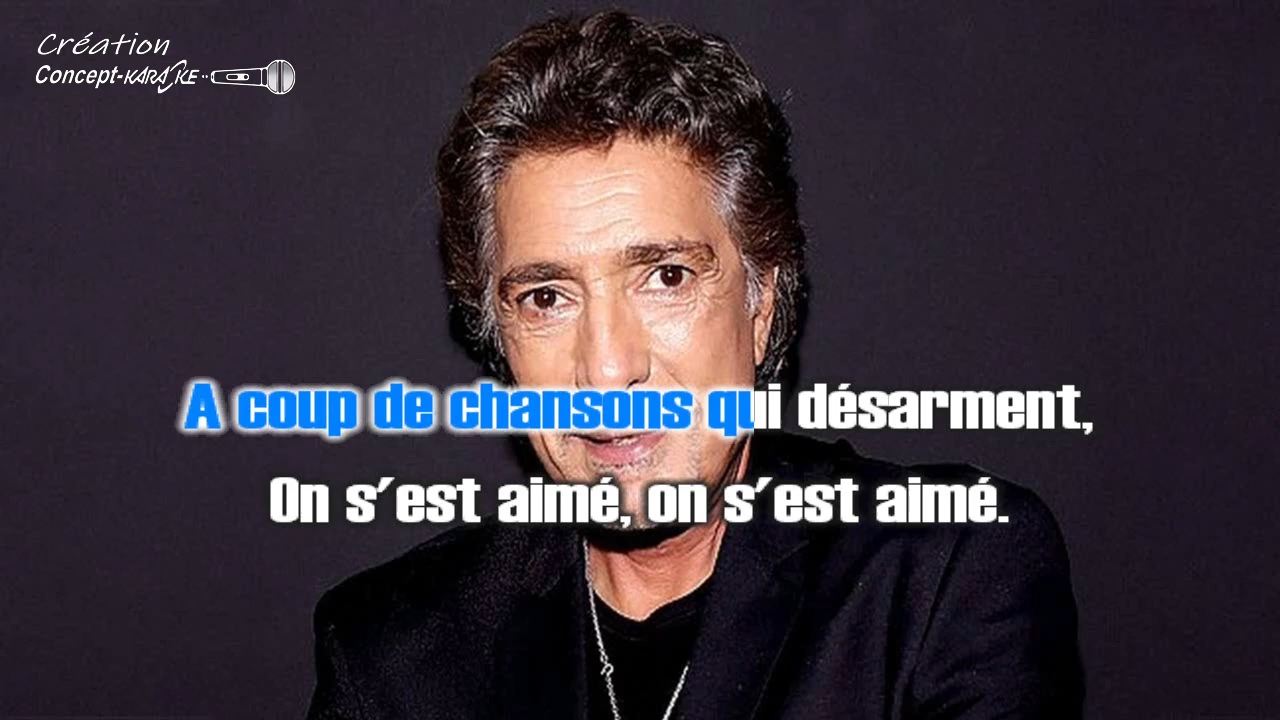 Création
Concept-KARAOKE
A coup de chansons qui désarment,
On s'est aimé, on s'est aimé.